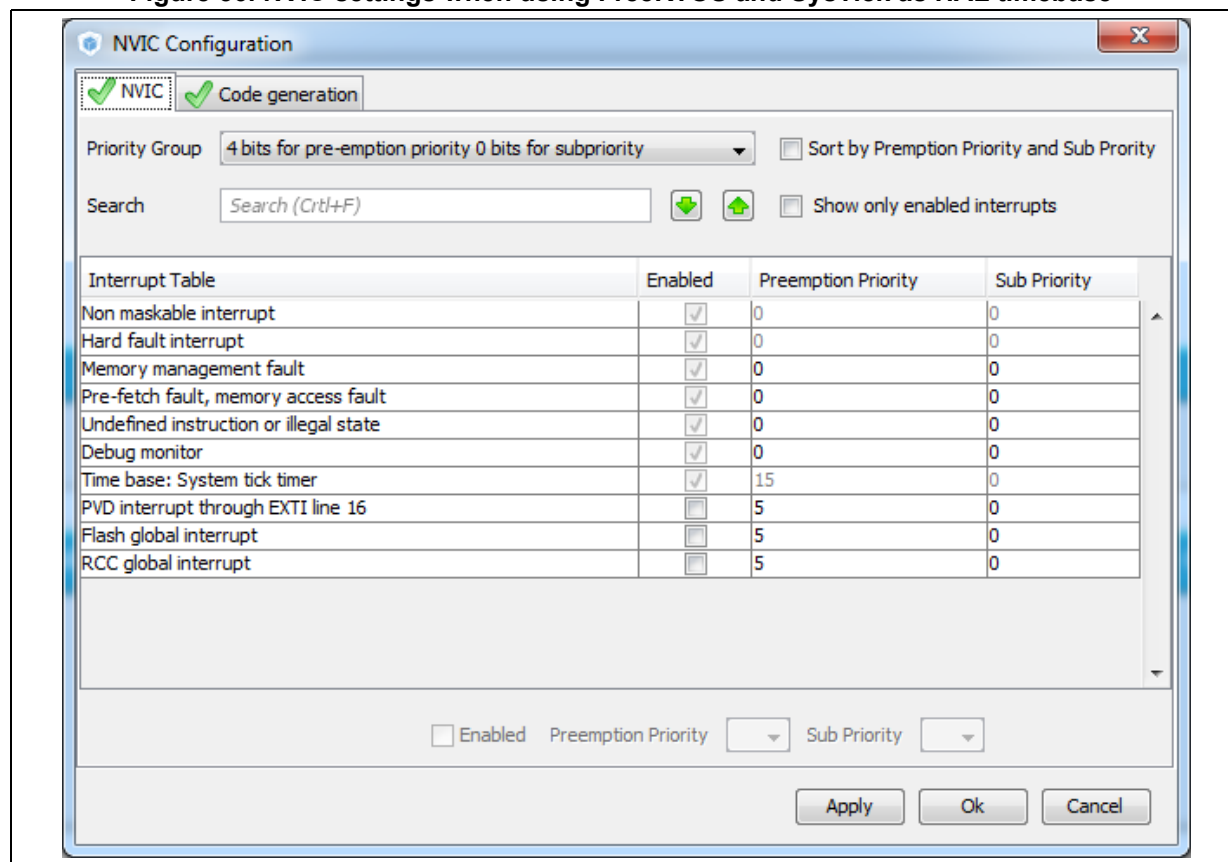 NVIC Configuration
NVIC Code generation
Priority Group 4 bits for pre-emption priority 0 bits for subpriority Sort by Premption Priority and Sub Prority
Search Search (Crtl+F) Show only enabled interrupts
Interrupt Table Enabled Preemption Priority Sub Priority
Non maskable interrupt 0 0
Hard fault interrupt 0 0
Memory management fault 0 0
Pre-fetch fault, memory access fault 0 0
Undefined instruction or illegal state 0 0
Debug monitor 0 0
Time base: System tick timer 15 0
PVD interrupt through EXTI line 16 5 0
Flash global interrupt 5 0
RCC global interrupt 5 0
Enabled Preemption Priority Sub Priority
Apply Ok Cancel